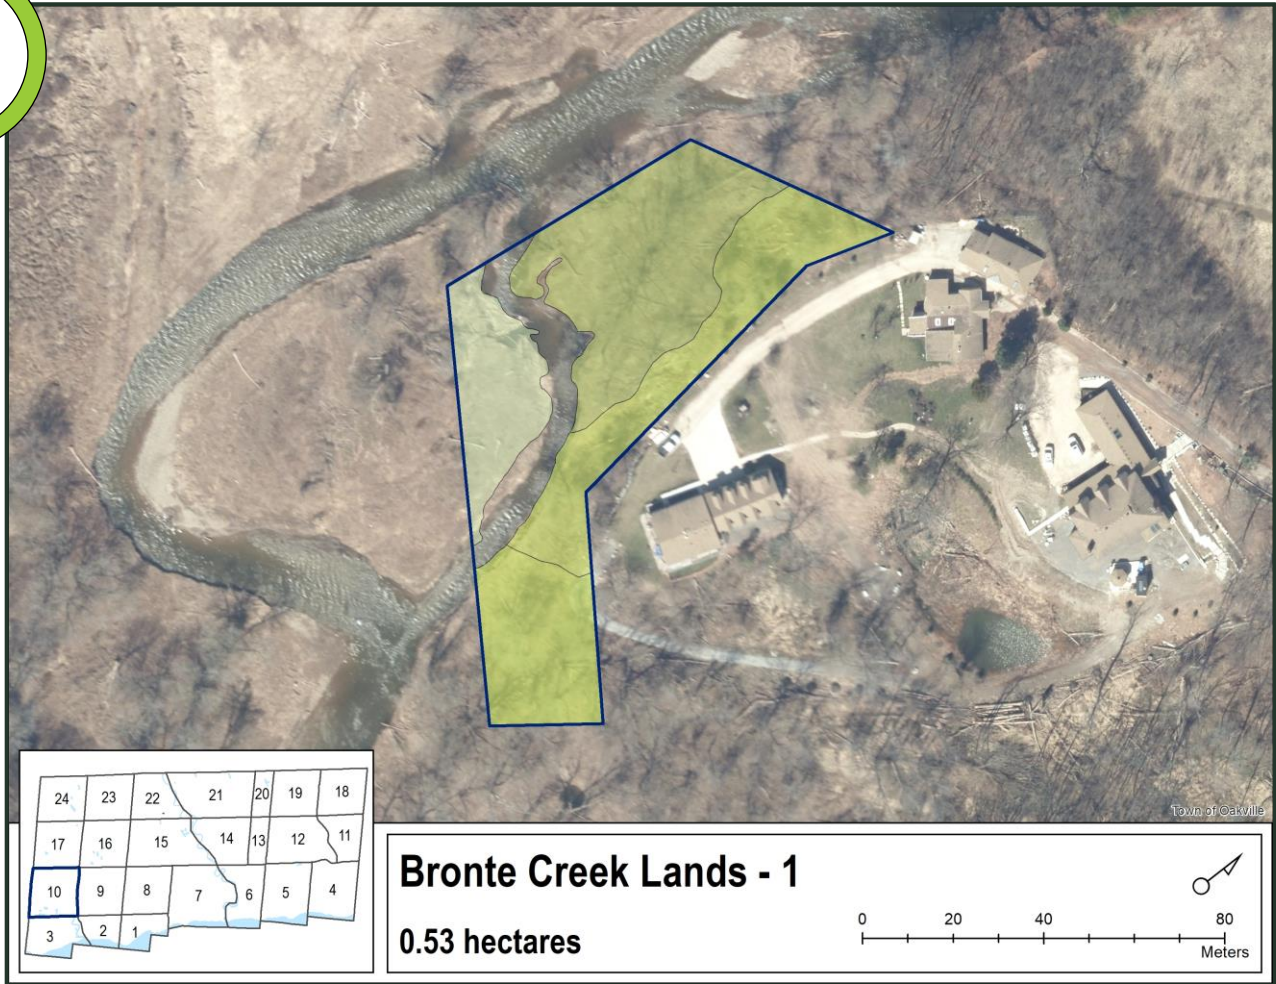 Town of Oakville
24 23 22 21 20 19 18
17 16 15 14 13 12 11
10 9 8 7 6 5 4
3 2 1
Bronte Creek Lands - 1
0.53 hectares
0 20 40 80
Meters